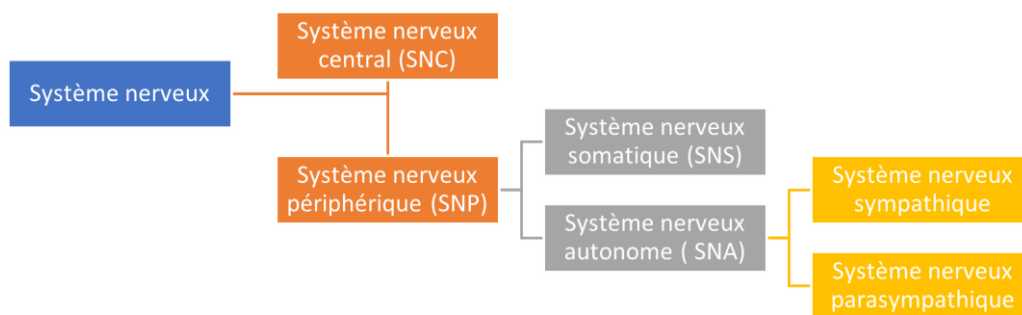 Système nerveux
central (SNC)
Système nerveux
Système nerveux
périphérique (SNP)
Système nerveux
somatique (SNS)
Système nerveux
autonome ( SNA)
Système nerveux
sympathique
Système nerveux
parasympathique